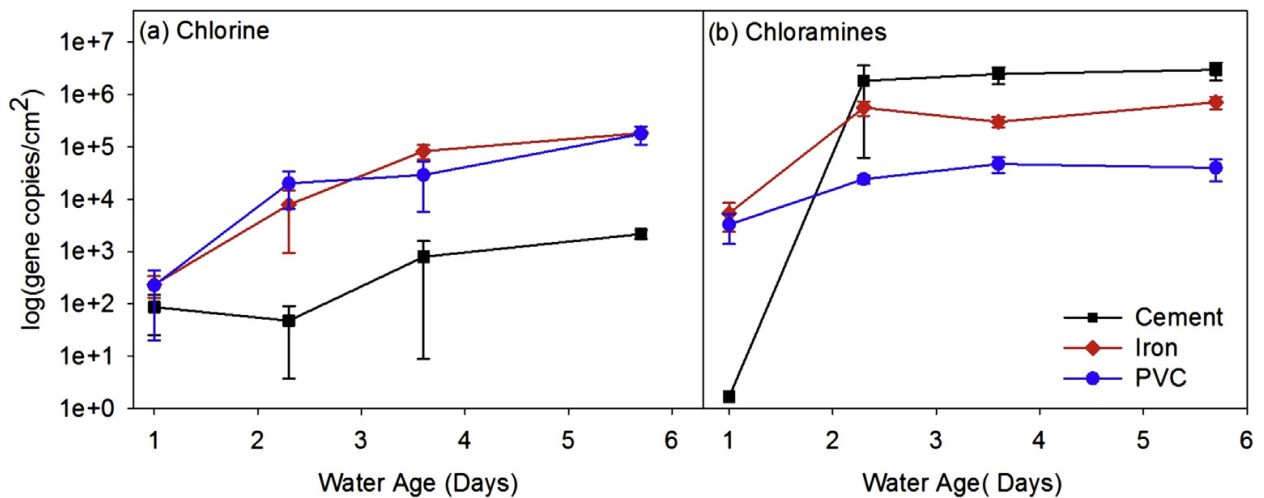 (a) Chlorine
(b) Chloramines
log(gene copies/cm²)
1e+7
1e+6
1e+5
1e+4
1e+3
1e+2
1e+1
1e+0
Cement
Iron
PVC
1 2 3 4 5 6
1 2 3 4 5 6
Water Age (Days)
Water Age( Days)